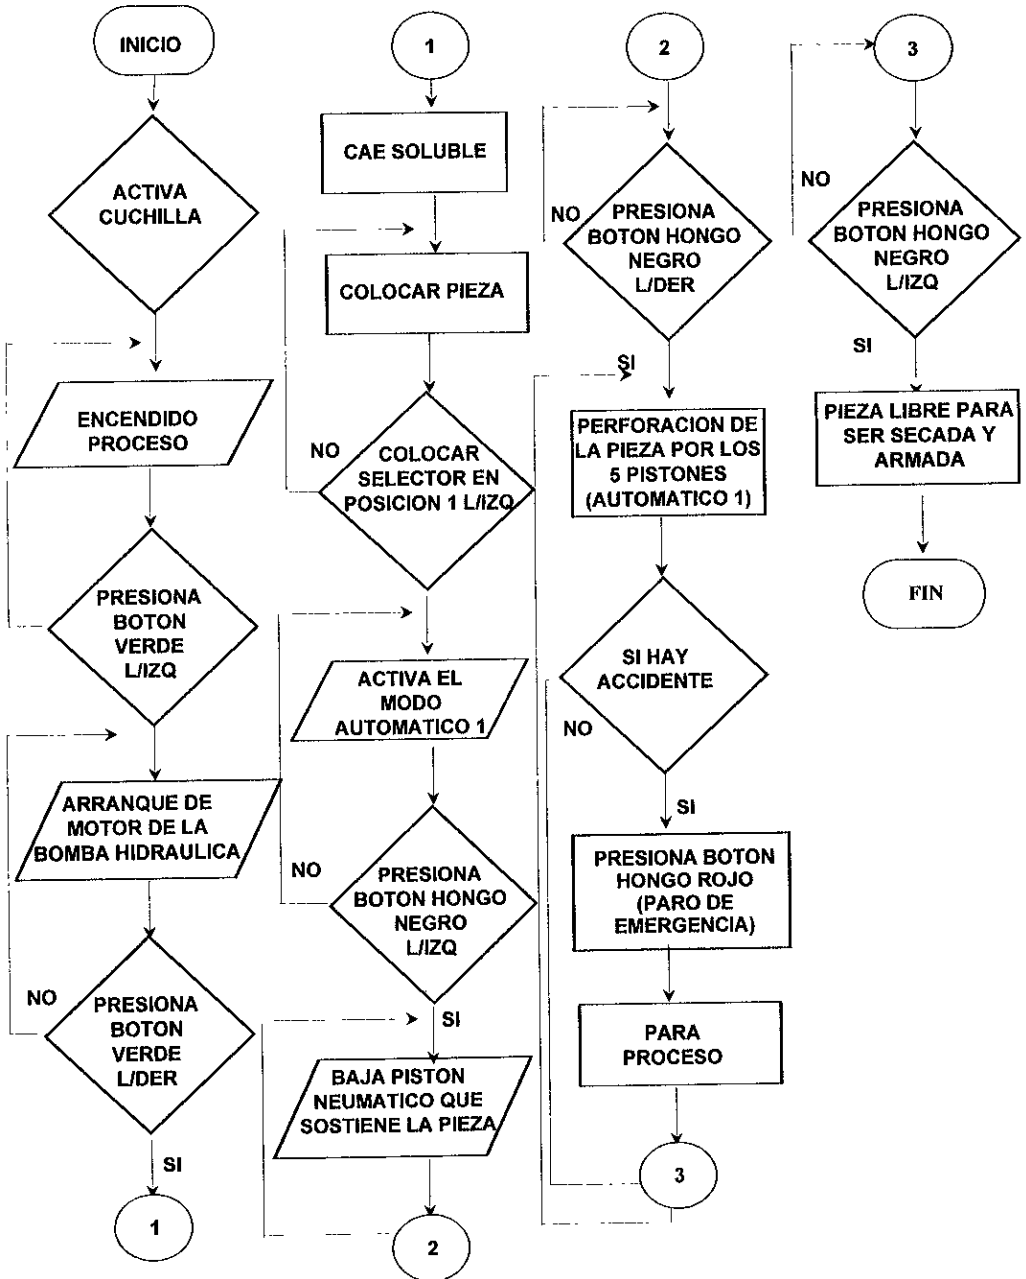 INICIO
ACTIVA
CUCHILLA
ENCENDIDO
PROCESO
PRESIONA
BOTON
VERDE
L/IZQ
ARRANQUE DE
MOTOR DE LA
BOMBA HIDRAULICA
NO
PRESIONA
BOTON
VERDE
L/DER
SI
1
1
CAE SOLUBLE
COLOCAR PIEZA
NO
COLOCAR
SELECTOR EN
POSICION 1 L/IZQ
ACTIVA EL
MODO
AUTOMATICO 1
NO
PRESIONA
BOTON HONGO
NEGRO
L/IZQ
SI
BAJA PISTON
NEUMATICO QUE
SOSTIENE LA PIEZA
2
2
NO
PRESIONA
BOTON HONGO
NEGRO
L/DER
SI
PERFORACION DE
LA PIEZA POR LOS
5 PISTONES
(AUTOMATICO 1)
SI HAY
ACCIDENTE
NO
SI
PRESIONA BOTON
HONGO ROJO
(PARO DE
EMERGENCIA)
PARA
PROCESO
3
3
NO
PRESIONA
BOTON HONGO
NEGRO
L/IZQ
SI
PIEZA LIBRE PARA
SER SECADA Y
ARMADA
FIN